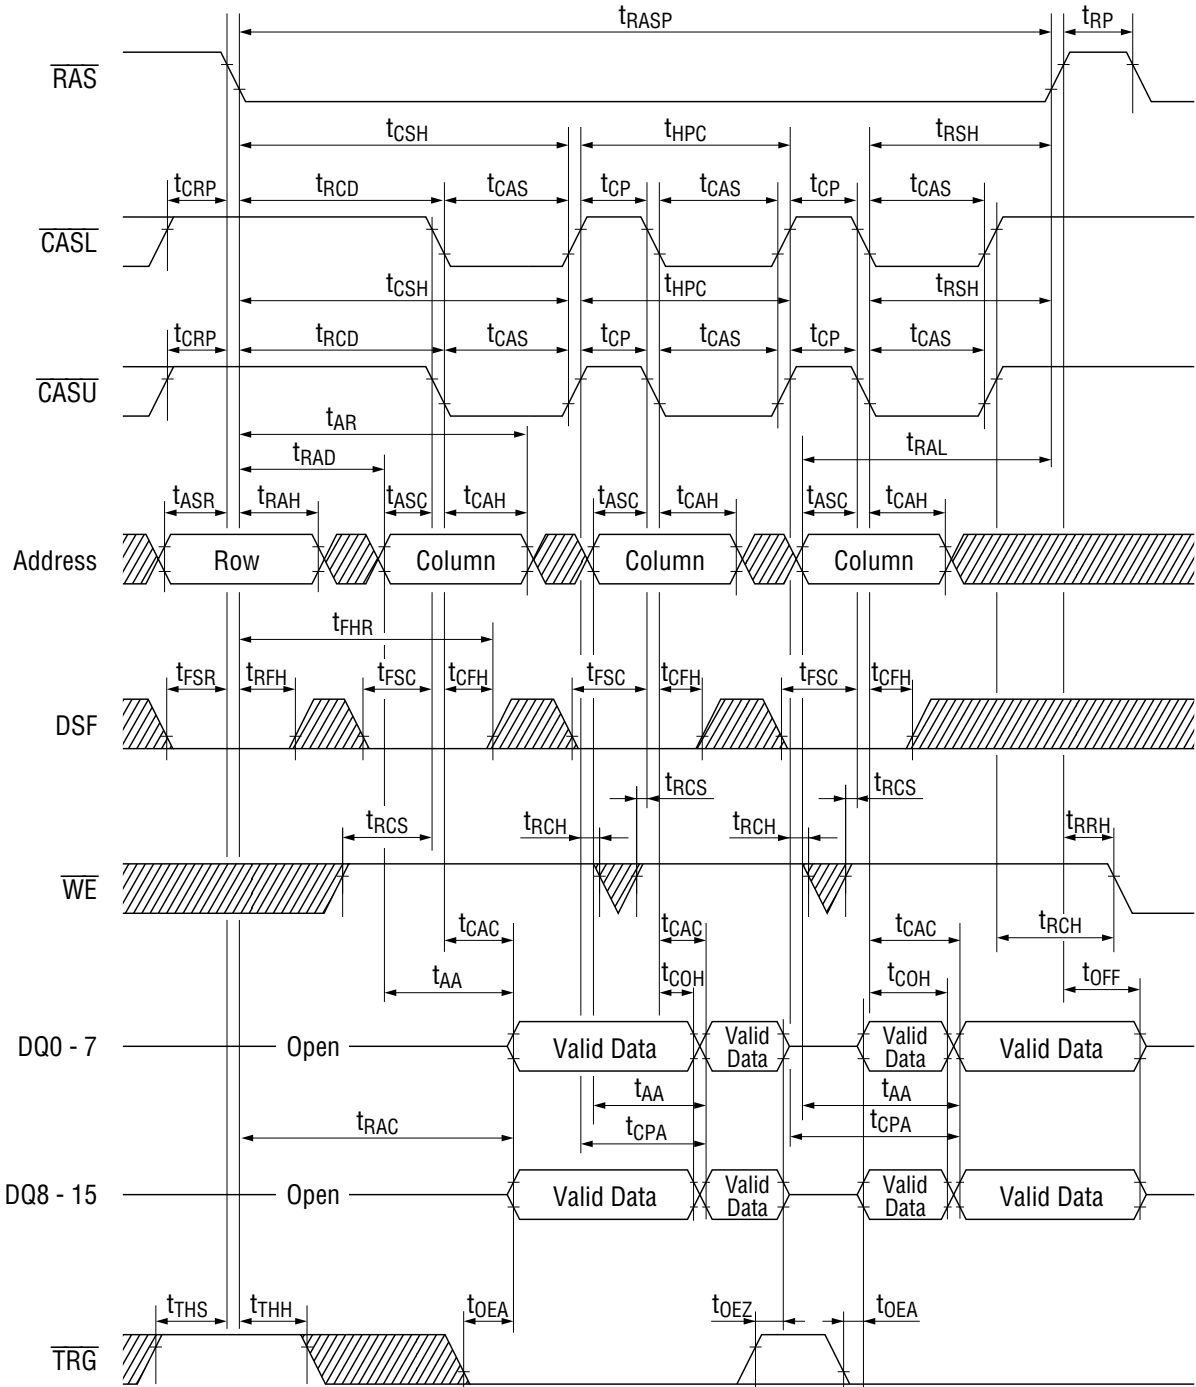 tRASP tRP
RAS
tCSH tHPC tRSH
tCRP tRCD tCAS tCP tCAS tCP tCAS
CASL
tCSH tHPC tRSH
tCRP tRCD tCAS tCP tCAS tCP tCAS
CASU
tAR
tRAD tRAL
tASR tRAH tASC tCAH tASC tCAH tASC tCAH
Address Row Column Column Column
tFHR
tFSR tRFH tFSC tCFH tFSC tCFH tFSC tCFH
DSF
tRCS tRCS
tRCS tRCH tRCH tRRH
WE
tCAC tCAC tCAC tRCH
tAA tCOH tCOH tOFF
DQ0 - 7 Open Valid Data Valid Data Valid Data Valid Data
tAA tAA
tRAC tCPA tCPA
DQ8 - 15 Open Valid Data Valid Data Valid Data Valid Data
tTHS tTHH tOEA tOEZ tOEA
TRG